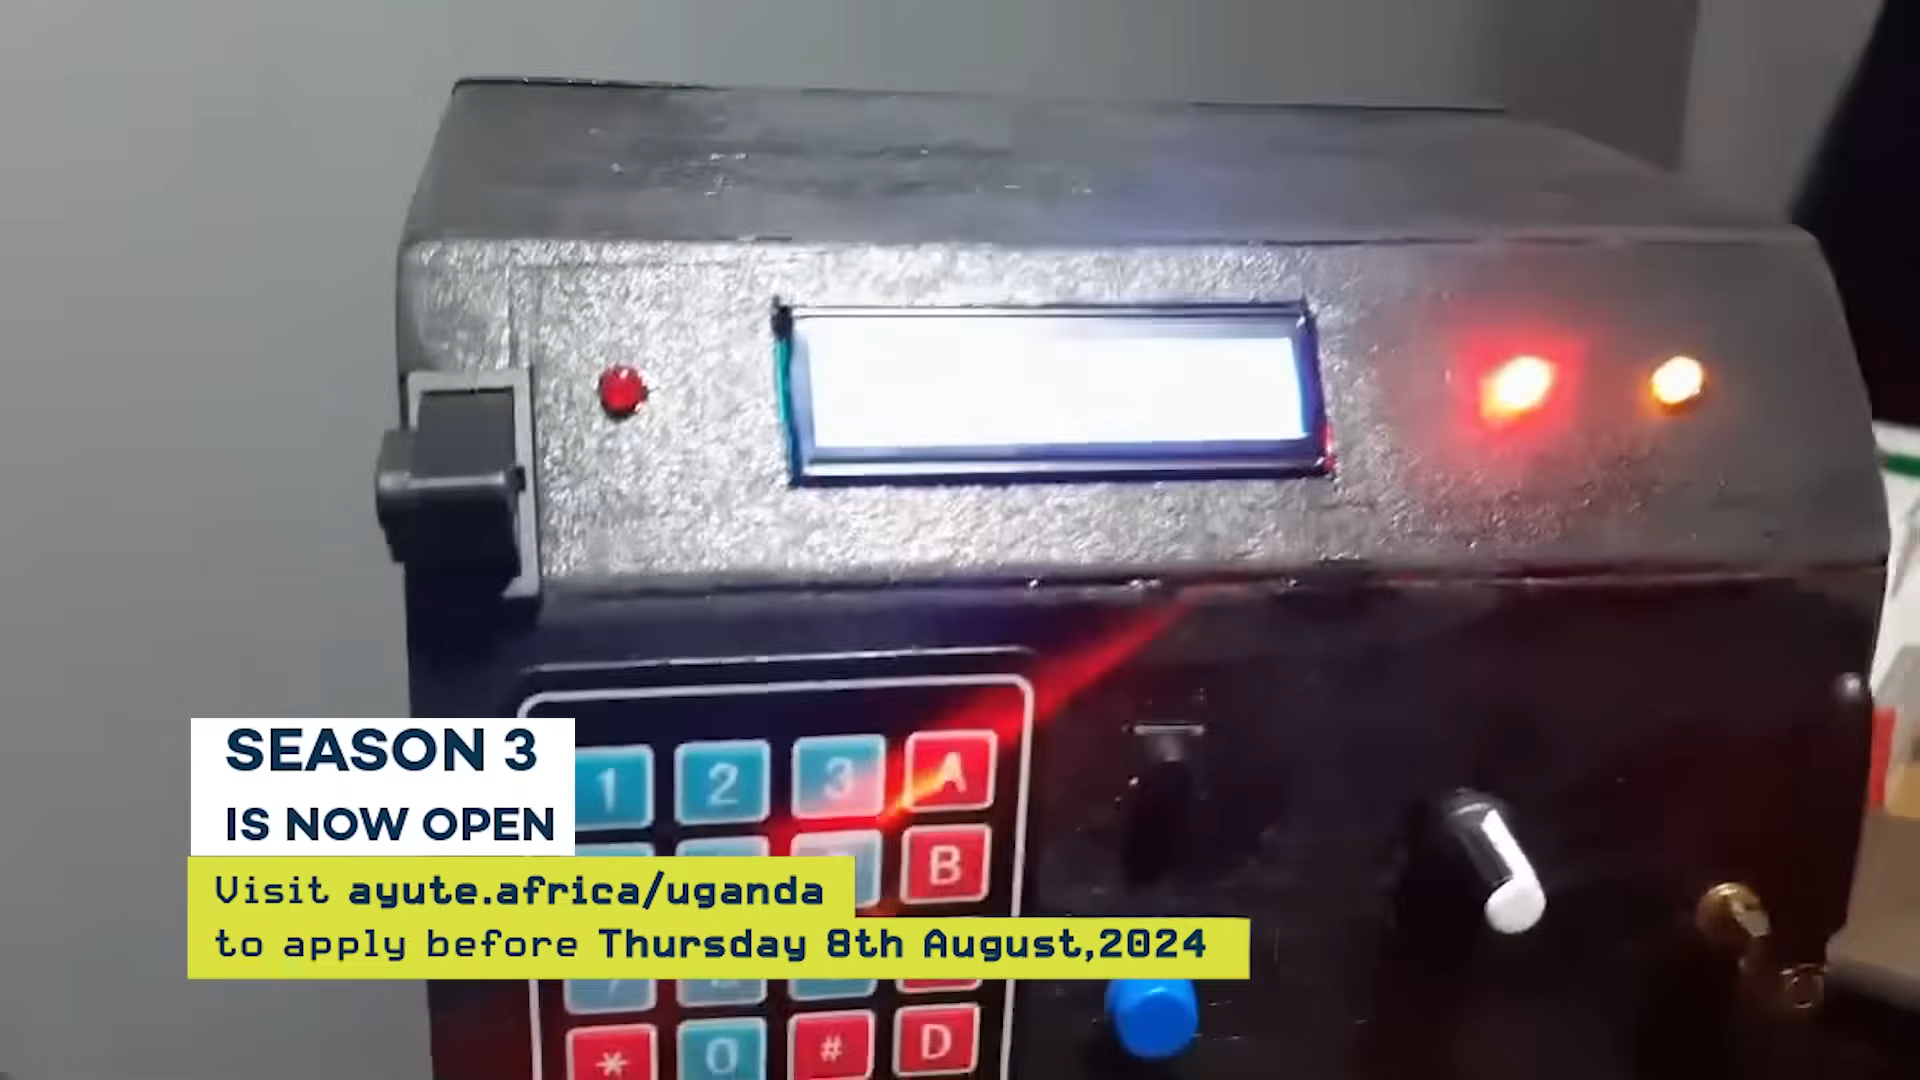 SEASON 3
IS NOW OPEN
Visit ayute.africa/uganda
to apply before Thursday 8th August,2024
1 2 3 A
B
* 0 # D